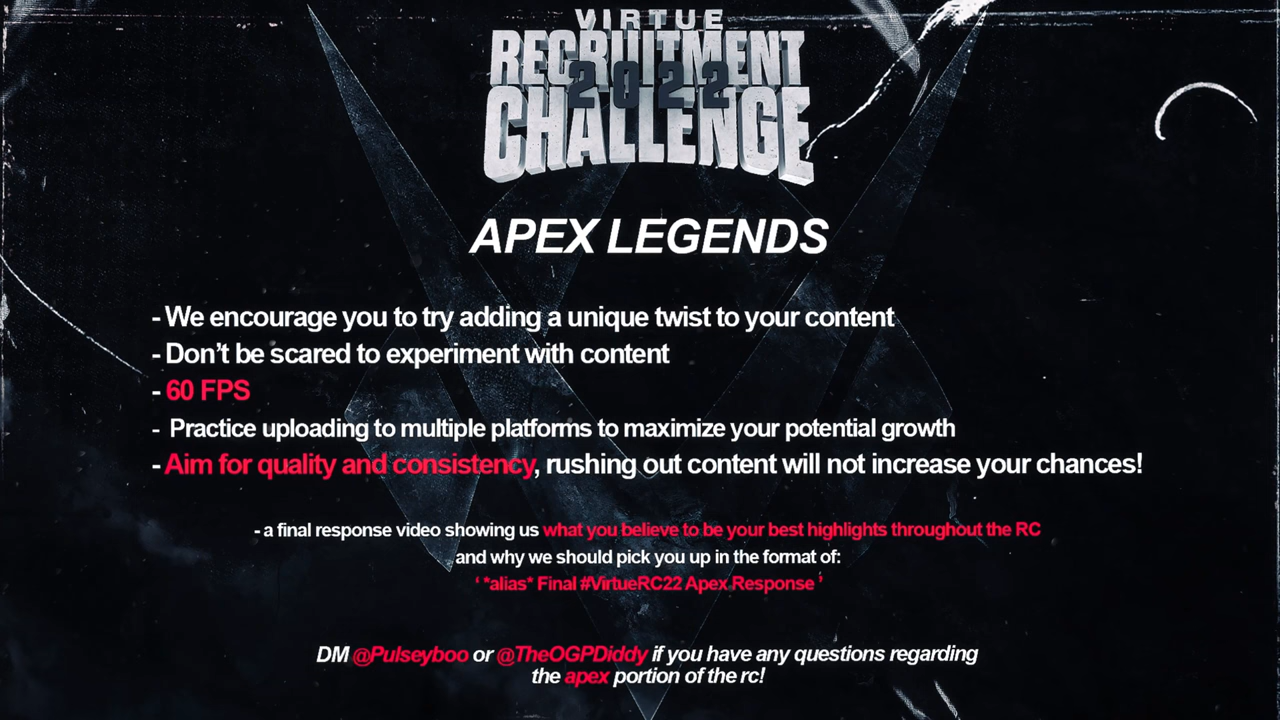 VIRTUE
RECRUITMENT
2022
CHALLENGE
APEX LEGENDS
- We encourage you to try adding a unique twist to your content
- Don’t be scared to experiment with content
- 60 FPS
- Practice uploading to multiple platforms to maximize your potential growth
- Aim for quality and consistency, rushing out content will not increase your chances!
- a final response video showing us what you believe to be your best highlights throughout the RC
and why we should pick you up in the format of:
‘ *alias* Final #VirtueRC22 Apex Response ’
DM @Pulseyboo or @TheOGPDiddy if you have any questions regarding
the apex portion of the rc!